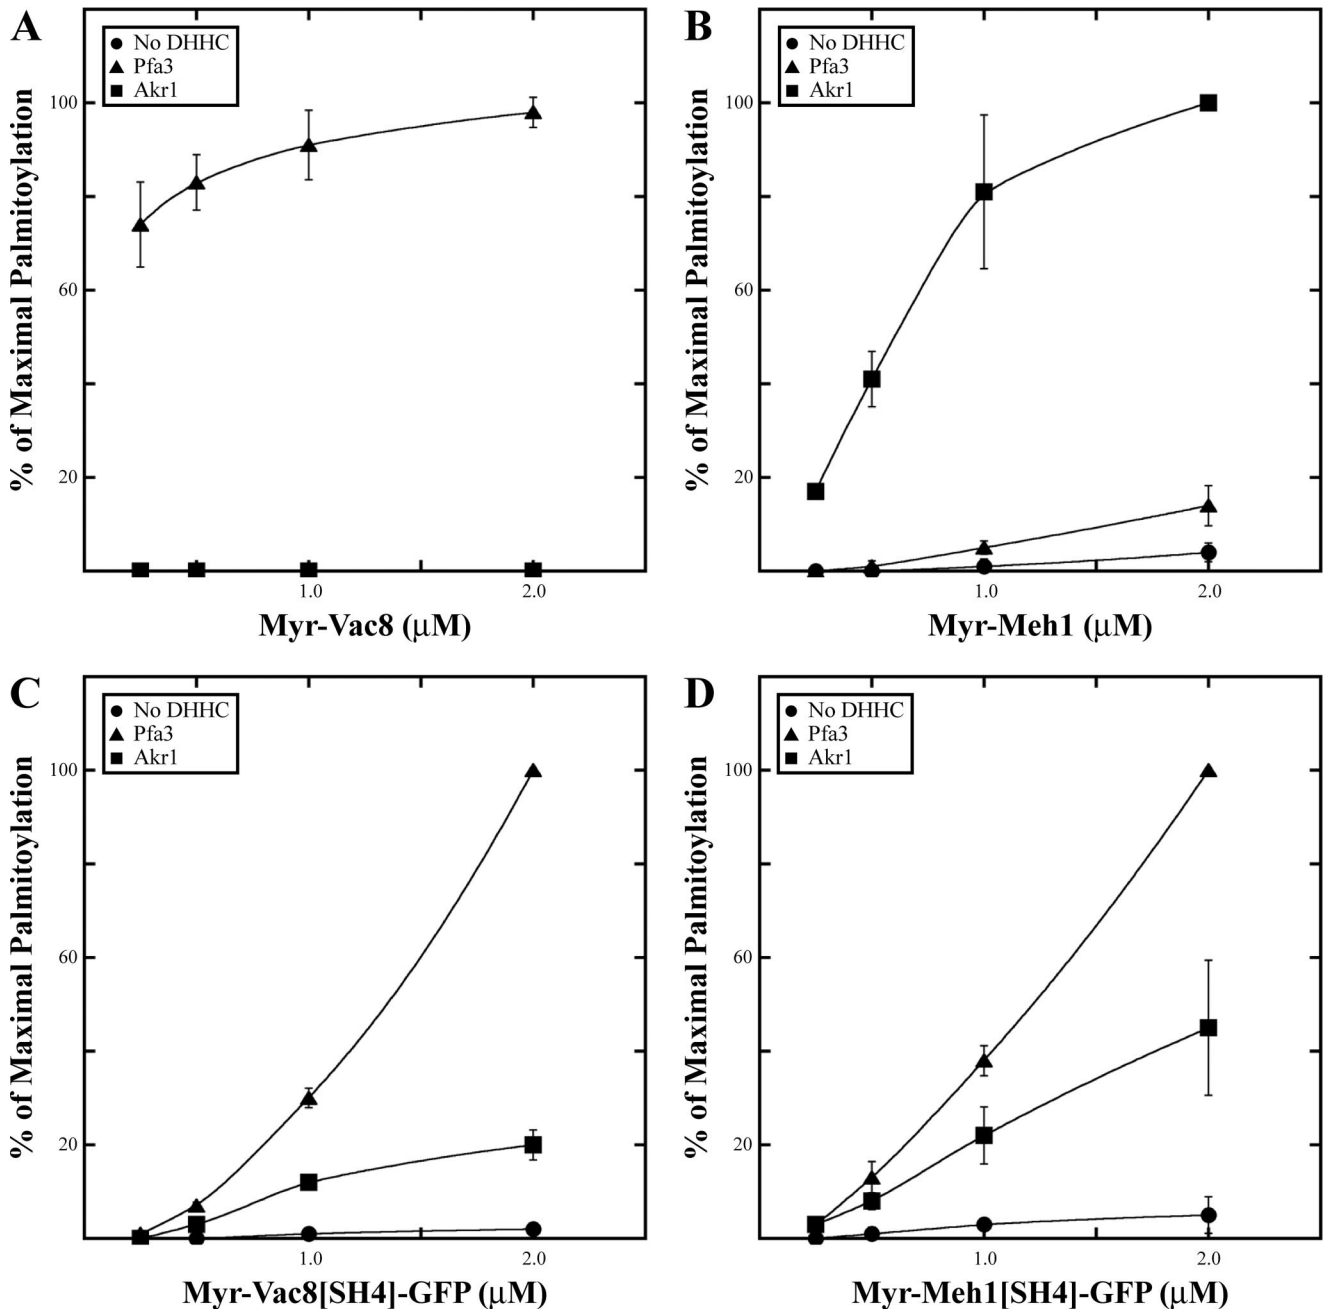 A
No DHHC
Pfa3
Akr1
100
60
20
1.0
2.0
% of Maximal Palmitoylation
Myr-Vac8 (μM)
B
No DHHC
Pfa3
Akr1
100
60
20
1.0
2.0
% of Maximal Palmitoylation
Myr-Meh1 (μM)
C
No DHHC
Pfa3
Akr1
100
60
20
1.0
2.0
% of Maximal Palmitoylation
Myr-Vac8[SH4]-GFP (μM)
D
No DHHC
Pfa3
Akr1
100
60
20
1.0
2.0
% of Maximal Palmitoylation
Myr-Meh1[SH4]-GFP (μM)